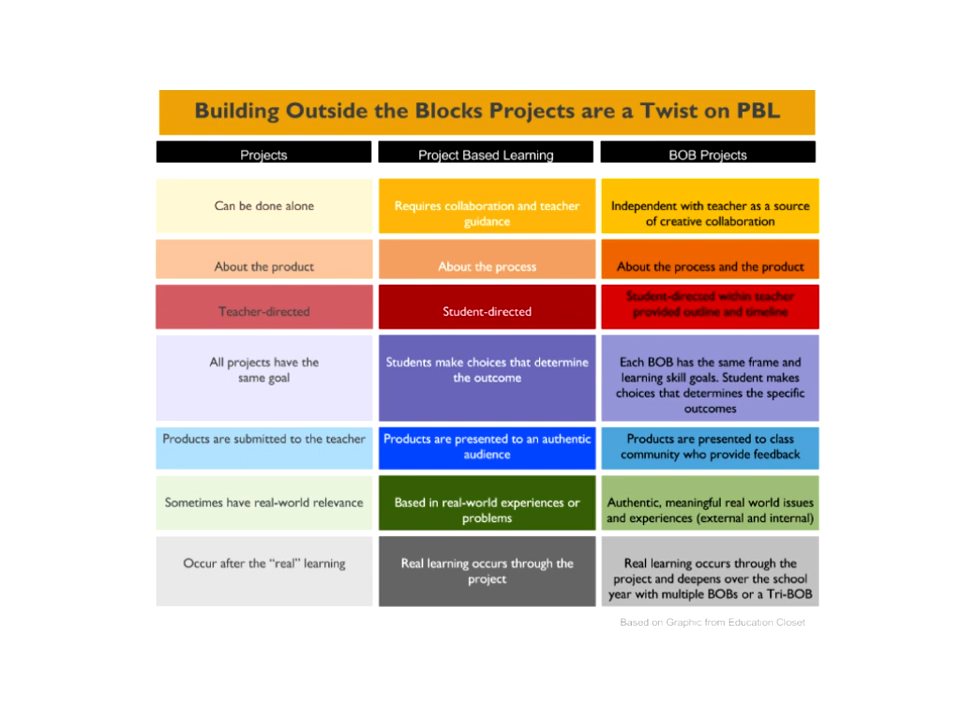 Building Outside the Blocks Projects are a Twist on PBL
Projects
Project Based Learning
BOB Projects
Can be done alone
Requires collaboration and teacher
guidance
Independent with teacher as a source
of creative collaboration
About the product
About the process
About the process and the product
Teacher-directed
Student-directed
Student-directed within teacher
provided outline and timeline
All projects have the
same goal
Students make choices that determine
the outcome
Each BOB has the same frame and
learning skill goals. Student makes
choices that determines the specific
outcomes
Products are submitted to the teacher
Products are presented to an authentic
audience
Products are presented to class
community who provide feedback
Sometimes have real-world relevance
Based in real-world experiences or
problems
Authentic, meaningful real world issues
and experiences (external and internal)
Occur after the “real” learning
Real learning occurs through the
project
Real learning occurs through the
project and deepens over the school
year with multiple BOBs or a Tri-BOB
Based on Graphic from Education Closet